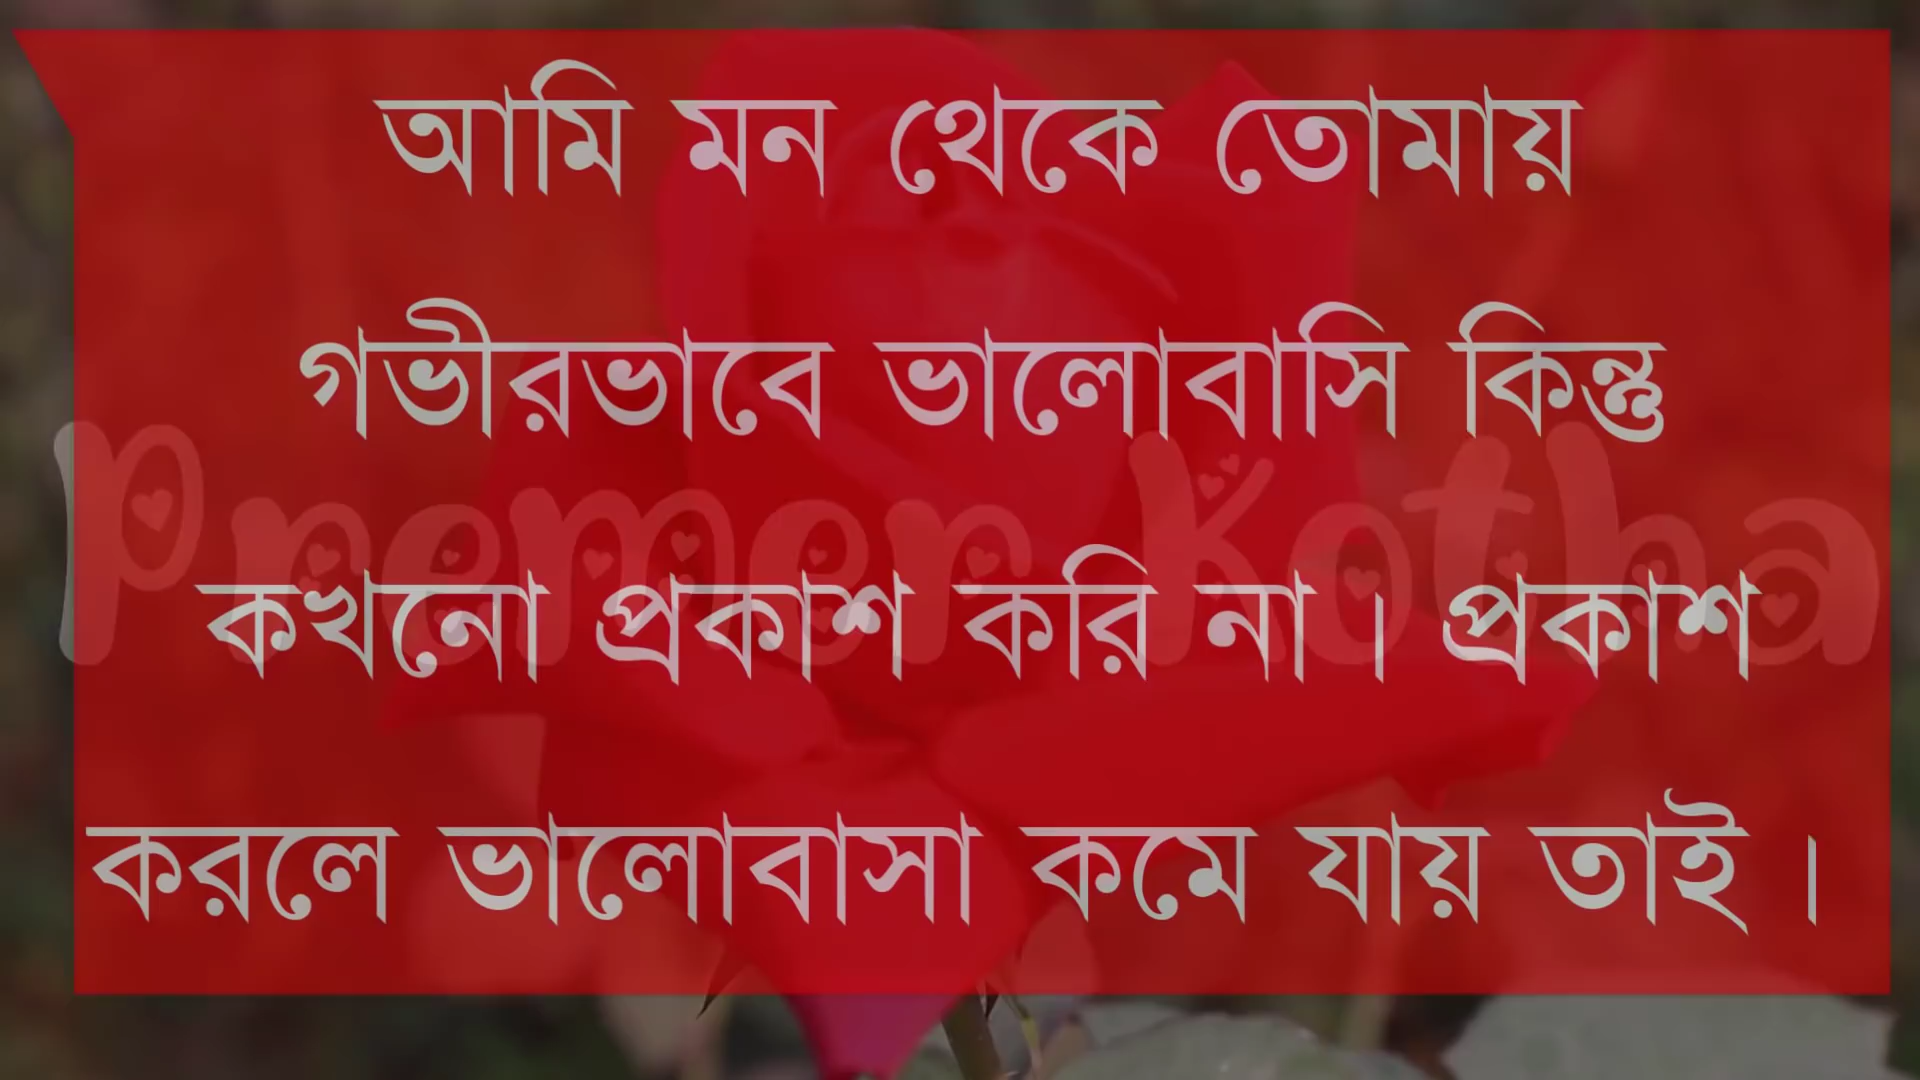 আমি মন থেকে তোমায়
গভীরভাবে ভালোবাসি কিন্তু
Premer Kotha
কখনো প্রকাশ করি না । প্রকাশ
করলে ভালোবাসা কমে যায় তাই ।